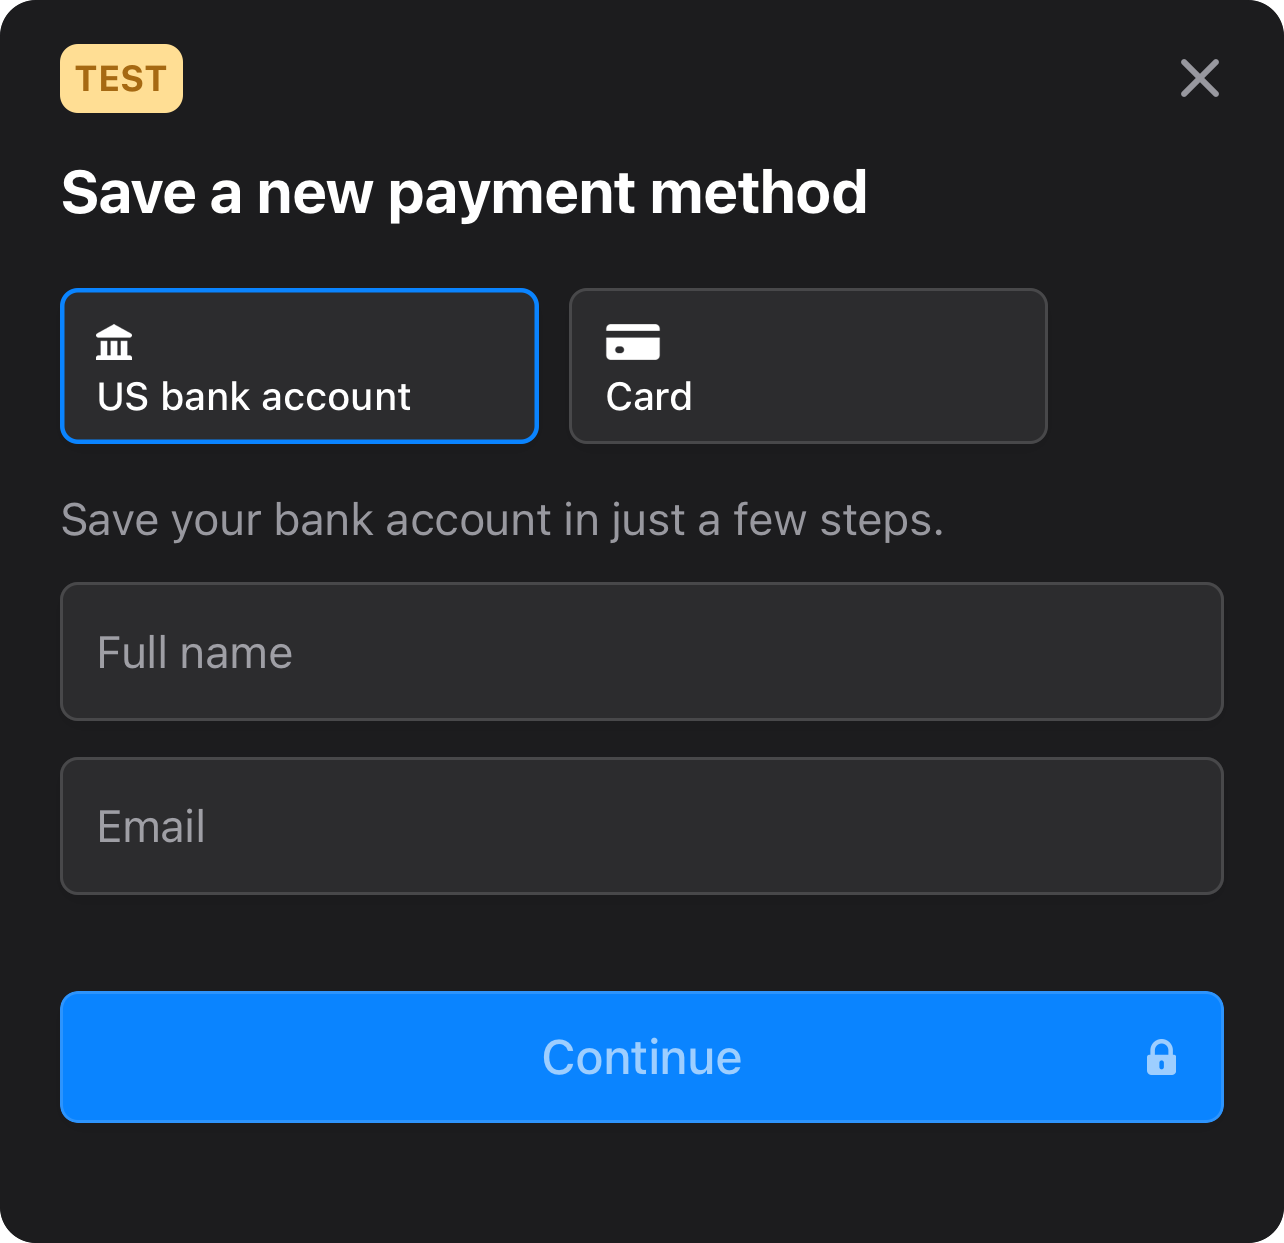 TEST
Save a new payment method
US bank account
Card
Save your bank account in just a few steps.
Full name
Email
Continue